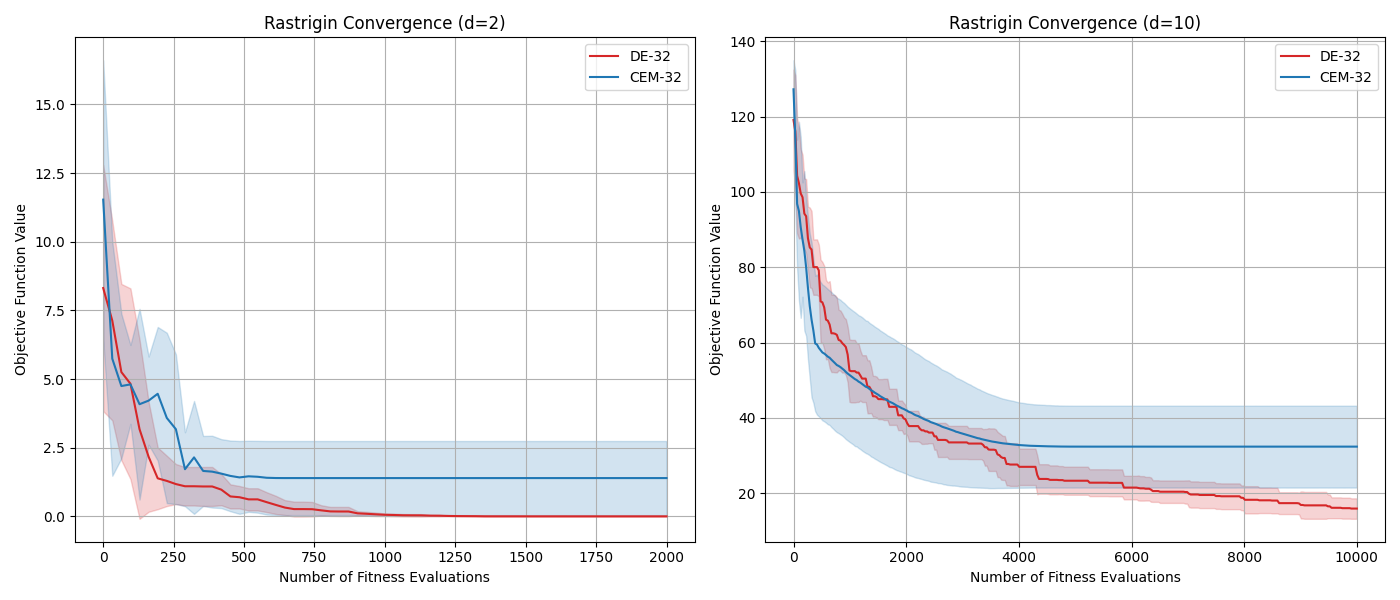 Rastrigin Convergence (d=2)
DE-32
CEM-32
Objective Function Value
15.0
12.5
10.0
7.5
5.0
2.5
0.0
0
250
500
750
1000
1250
1500
1750
2000
Number of Fitness Evaluations
Rastrigin Convergence (d=10)
DE-32
CEM-32
Objective Function Value
140
120
100
80
60
40
20
0
2000
4000
6000
8000
10000
Number of Fitness Evaluations